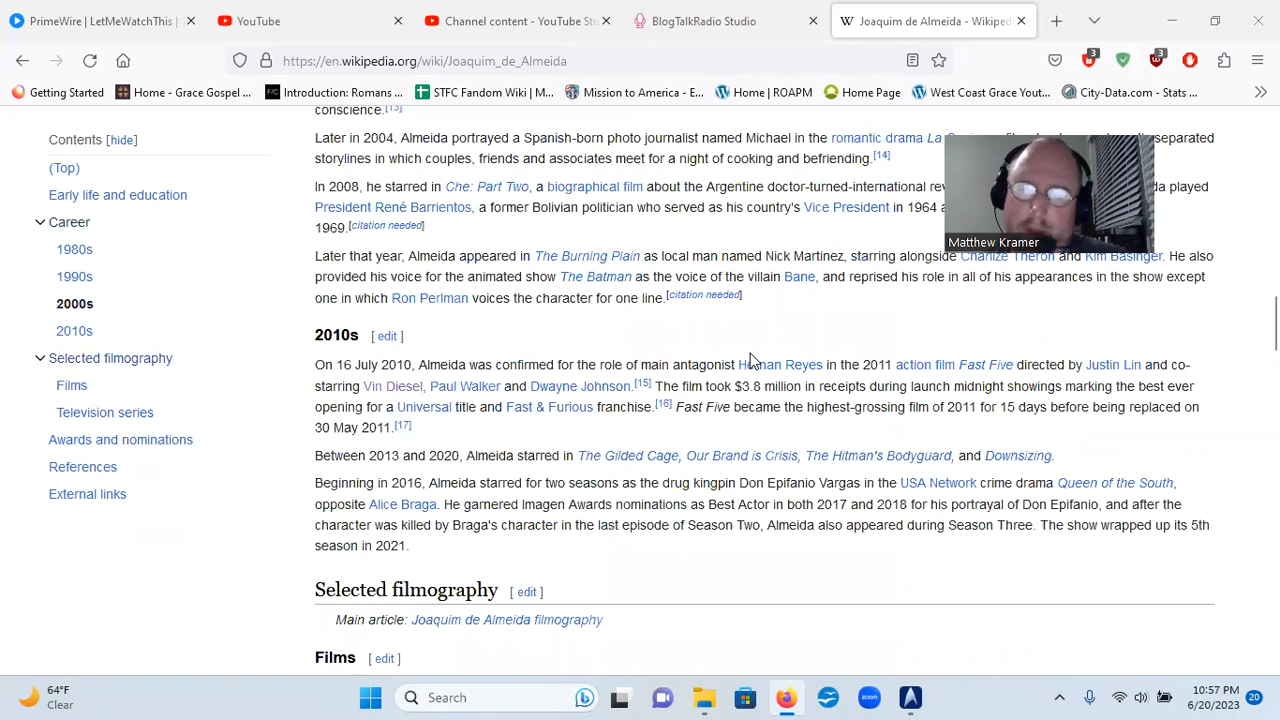 PrimeWire | LetMeWatchThis |
YouTube
Channel content - YouTube Stu
BlogTalkRadio Studio
W Joaquim de Almeida - Wikipedi
https://en.wikipedia.org/wiki/Joaquim_de_Almeida
3
3
Getting Started
Home - Grace Gospel ...
F/C Introduction: Romans ...
STFC Fandom Wiki | M...
Mission to America - E...
Home | ROAPM
Home Page
West Coast Grace Yout...
City-Data.com - Stats ...
Contents [hide]
(Top)
Early life and education
Career
1980s
1990s
2000s
2010s
Selected filmography
Films
Television series
Awards and nominations
References
External links
conscience.[13]
Later in 2004, Almeida portrayed a Spanish-born photo journalist named Michael in the romantic drama La separated
storylines in which couples, friends and associates meet for a night of cooking and befriending.[14]
In 2008, he starred in Che: Part Two, a biographical film about the Argentine doctor-turned-international played
President René Barrientos, a former Bolivian politician who served as his country's Vice President in 1964
1969.[citation needed]
Later that year, Almeida appeared in The Burning Plain as local man named Nick Martinez, starring alongside Charlize Theron and Kim Basinger. He also
provided his voice for the animated show The Batman as the voice of the villain Bane, and reprised his role in all of his appearances in the show except
one in which Ron Perlman voices the character for one line.[citation needed]
2010s [ edit ]
On 16 July 2010, Almeida was confirmed for the role of main antagonist Hernan Reyes in the 2011 action film Fast Five directed by Justin Lin and co-
starring Vin Diesel, Paul Walker and Dwayne Johnson.[15] The film took $3.8 million in receipts during launch midnight showings marking the best ever
opening for a Universal title and Fast & Furious franchise.[16] Fast Five became the highest-grossing film of 2011 for 15 days before being replaced on
30 May 2011.[17]
Between 2013 and 2020, Almeida starred in The Gilded Cage, Our Brand is Crisis, The Hitman's Bodyguard, and Downsizing.
Beginning in 2016, Almeida starred for two seasons as the drug kingpin Don Epifanio Vargas in the USA Network crime drama Queen of the South,
opposite Alice Braga. He garnered Imagen Awards nominations as Best Actor in both 2017 and 2018 for his portrayal of Don Epifanio, and after the
character was killed by Braga's character in the last episode of Season Two, Almeida also appeared during Season Three. The show wrapped up its 5th
season in 2021.
Selected filmography [ edit ]
Main article: Joaquim de Almeida filmography
Films [ edit ]
Matthew Kramer
64°F
Clear
Search
zoom
10:57 PM
6/20/2023
20